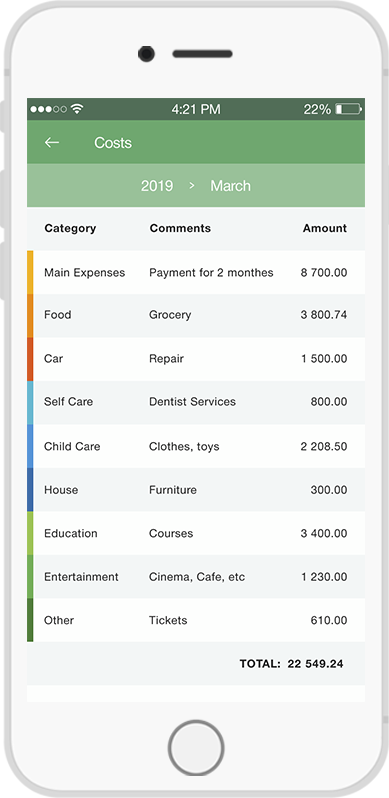 4:21 PM 22%
Costs
2019 > March
Category Comments Amount
Main Expenses Payment for 2 monthes 8 700.00
Food Grocery 3 800.74
Car Repair 1 500.00
Self Care Dentist Services 800.00
Child Care Clothes, toys 2 208.50
House Furniture 300.00
Education Courses 3 400.00
Entertainment Cinema, Cafe, etc 1 230.00
Other Tickets 610.00
TOTAL: 22 549.24